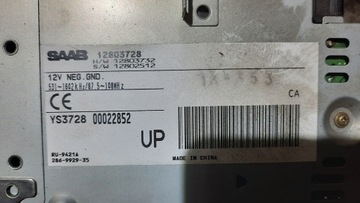 SAAB 12803728
H/W 12803732
S/W 12802512
12V NEG.GND.
531~1602kHz/87.5~108MHz
CE CA
YS3728 00022852
UP
RU-9421A
286-9929-35
MADE IN CHINA